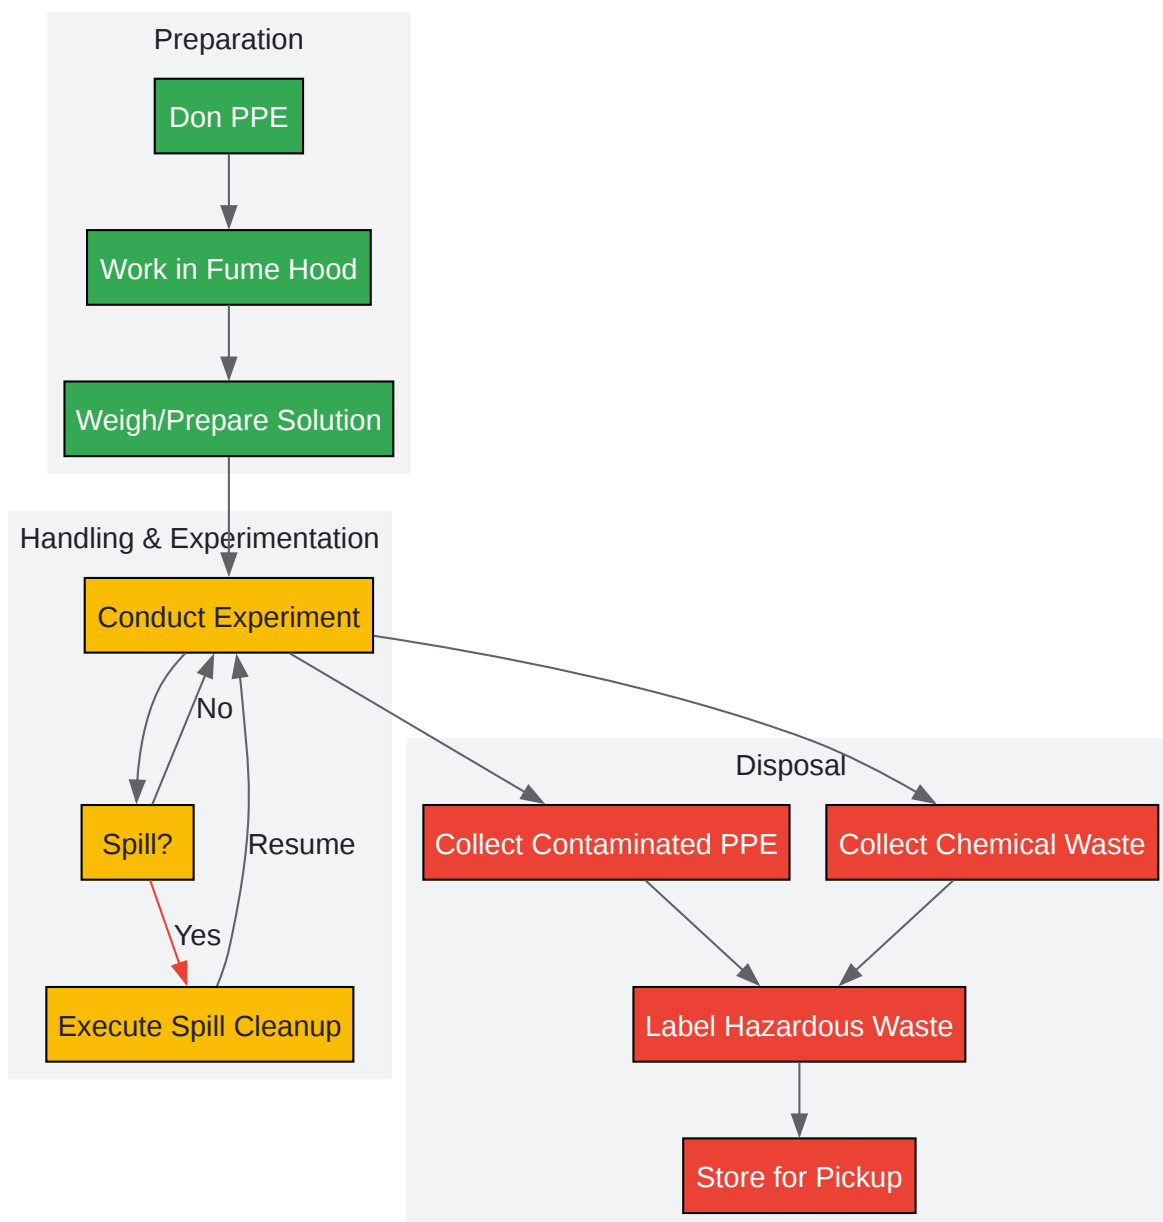 Preparation
Don PPE
Work in Fume Hood
Weigh/Prepare Solution
Handling & Experimentation
Conduct Experiment
No
Spill?
Resume
Yes
Execute Spill Cleanup
Disposal
Collect Contaminated PPE
Collect Chemical Waste
Label Hazardous Waste
Store for Pickup